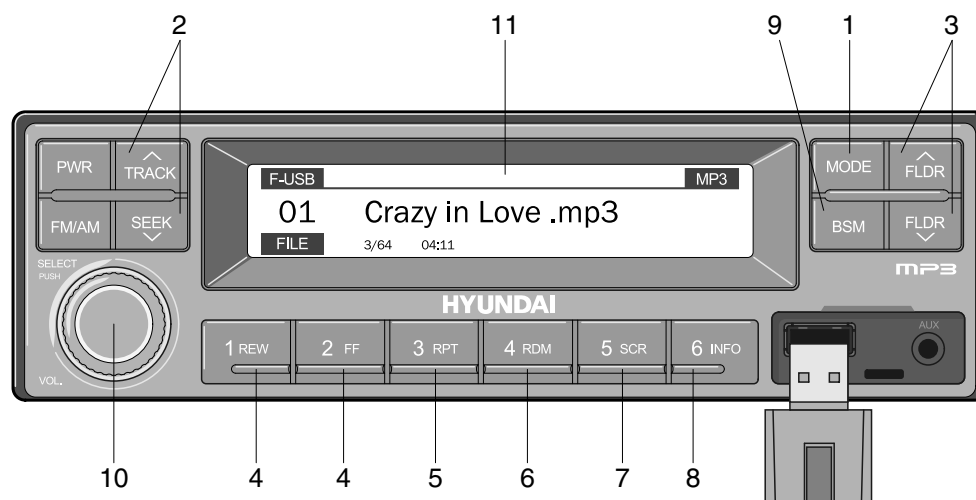 2 11 9 1 3
PWR TRACK
FM/AM SEEK
SELECT
PUSH
VOL.
F-USB MP3
01 Crazy in Love .mp3
FILE 3/64 04:11
MODE FLDR
BSM FLDR
MP3
HYUNDAI
1 REW 2 FF 3 RPT 4 RDM 5 SCR 6 INFO
AUX
10 4 4 5 6 7 8